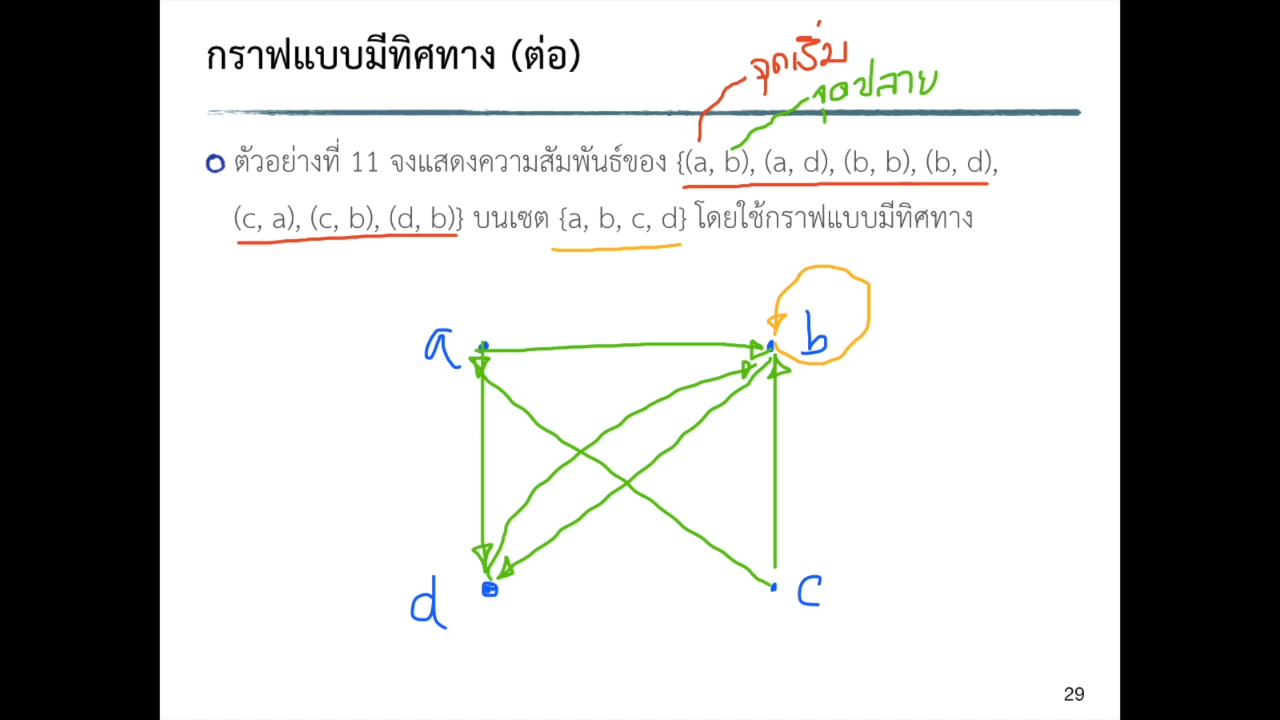 กราฟแบบมีทิศทาง (ต่อ)
จุดเริ่ม
จุดปลาย
ตัวอย่างที่ 11 จงแสดงความสัมพันธ์ของ {(a, b), (a, d), (b, b), (b, d),
(c, a), (c, b), (d, b)} บนเซต {a, b, c, d} โดยใช้กราฟแบบมีทิศทาง
a
b
d
c
29